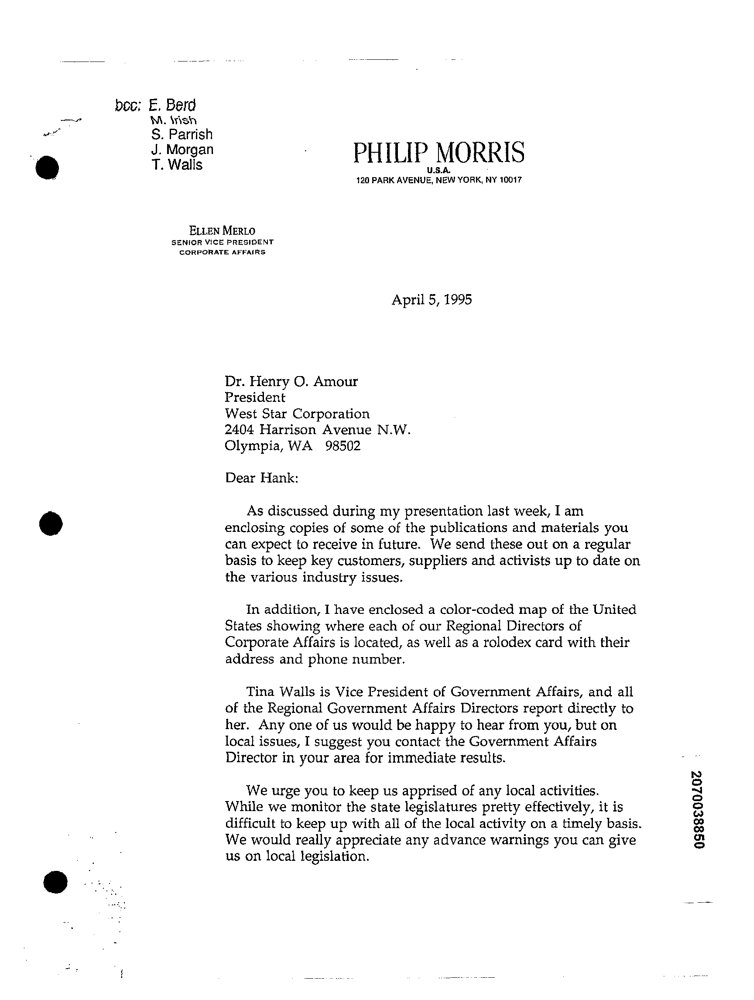 bcc: E. Berd
M. Irish
S. Parrish
J. Morgan
T. Walls
PHILIP MORRIS
U.S.A.
120 PARK AVENUE, NEW YORK, NY 10017
ELLEN MERLO
SENIOR VICE PRESIDENT
CORPORATE AFFAIRS
April 5, 1995
Dr. Henry O. Amour
President
West Star Corporation
2404 Harrison Avenue N.W.
Olympia, WA 98502
Dear Hank:
As discussed during my presentation last week, I am
enclosing copies of some of the publications and materials you
can expect to receive in future. We send these out on a regular
basis to keep key customers, suppliers and activists up to date on
the various industry issues.
In addition, I have enclosed a color-coded map of the United
States showing where each of our Regional Directors of
Corporate Affairs is located, as well as a rolodex card with their
address and phone number.
Tina Walls is Vice President of Government Affairs, and all
of the Regional Government Affairs Directors report directly to
her. Any one of us would be happy to hear from you, but on
local issues, I suggest you contact the Government Affairs
Director in your area for immediate results.
We urge you to keep us apprised of any local activities.
While we monitor the state legislatures pretty effectively, it is
difficult to keep up with all of the local activity on a timely basis.
We would really appreciate any advance warnings you can give
us on local legislation.
2070038850